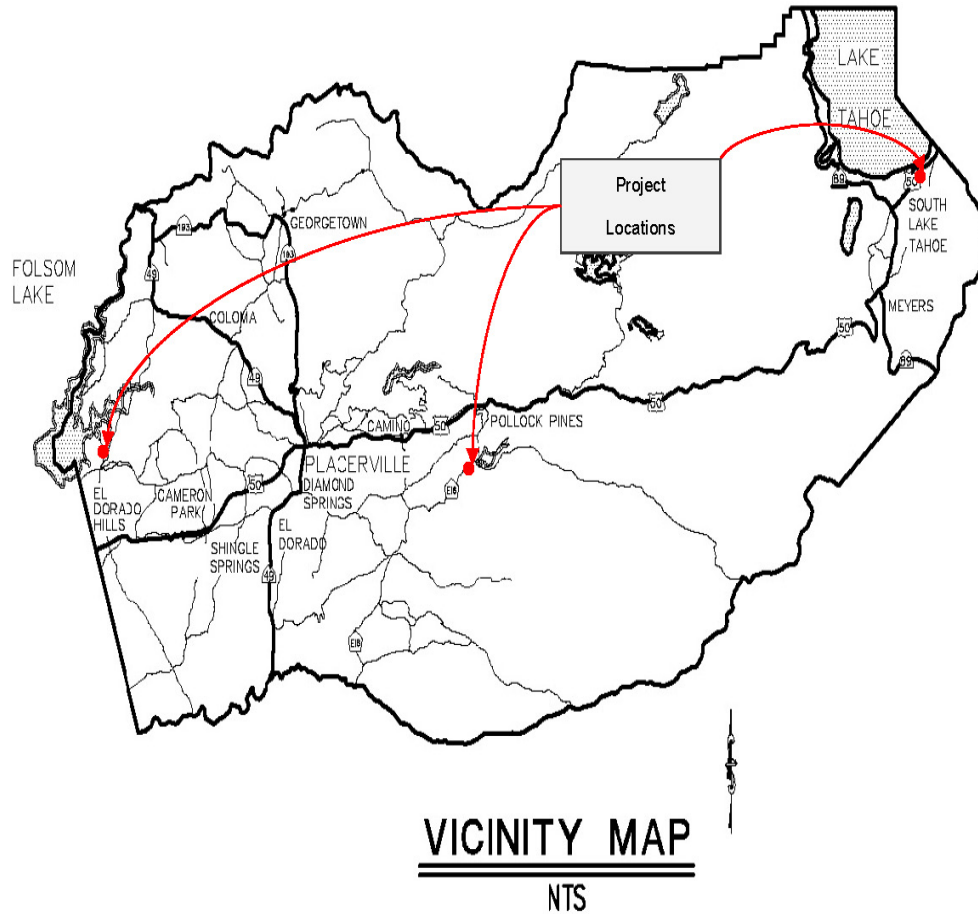 LAKE
TAHOE
Project
Locations
89
50
SOUTH
LAKE
TAHOE
193
GEORGETOWN
193
FOLSOM
LAKE
49
COLOMA
MEYERS
50
89
49
50
CAMINO
50
POLLOCK PINES
PLACERVILLE
DIAMOND
SPRINGS
EL
DORADO
HILLS
CAMERON
PARK
50
E16
SHINGLE
SPRINGS
EL
DORADO
49
E16
VICINITY MAP
NTS